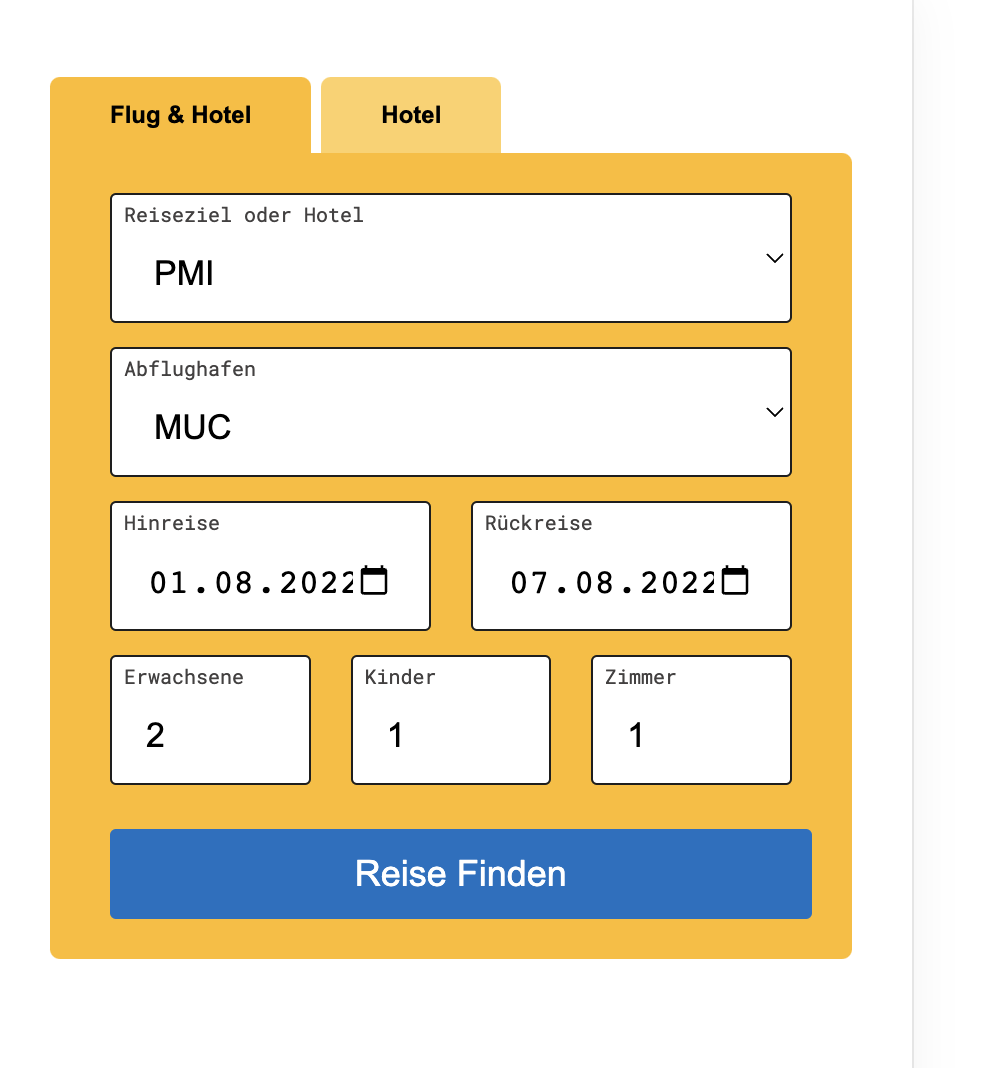 Flug & Hotel Hotel
Reiseziel oder Hotel
PMI
Abflughafen
MUC
Hinreise Rückreise
01.08.2022 07.08.2022
Erwachsene Kinder Zimmer
2 1 1
Reise Finden